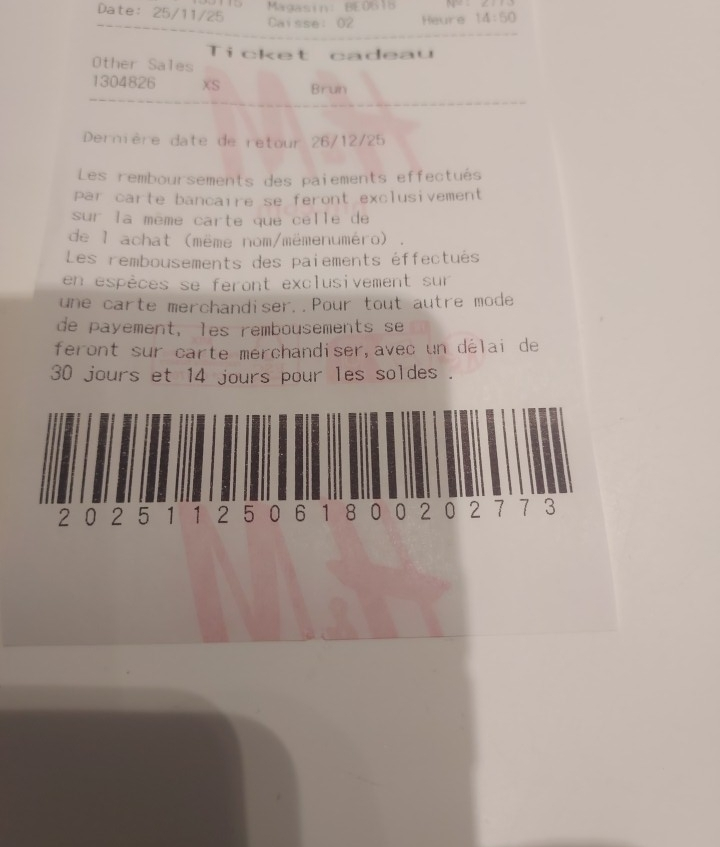 Date: 25/11/25 Magasin: BE0618
Caisse: 02 Heure 14:50
Ticket cadeau
Other Sales
1304826 XS Brun
Dernière date de retour 26/12/25
Les remboursements des paiements effectués
par carte bancaire se feront exclusivement
sur la même carte que celle de
de l achat (même nom/mêmenuméro) .
Les rembousements des paiements éffectués
en espèces se feront exclusivement sur
une carte merchandiser..Pour tout autre mode
de payement, les rembousements se
feront sur carte merchandiser,avec un délai de
30 jours et 14 jours pour les soldes .
20251125061800202773
H&M